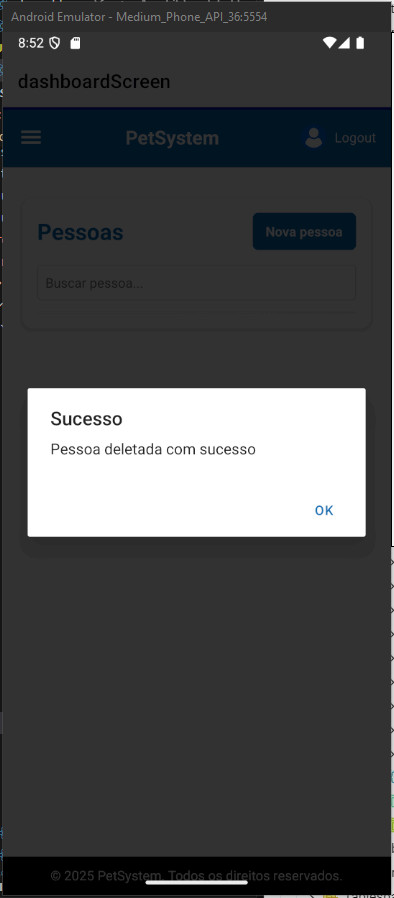 Android Emulator - Medium_Phone_API_36:5554
8:52
dashboardScreen
PetSystem
Logout
Pessoas
Nova pessoa
Buscar pessoa...
Sucesso
Pessoa deletada com sucesso
OK
© 2025 PetSystem. Todos os direitos reservados.